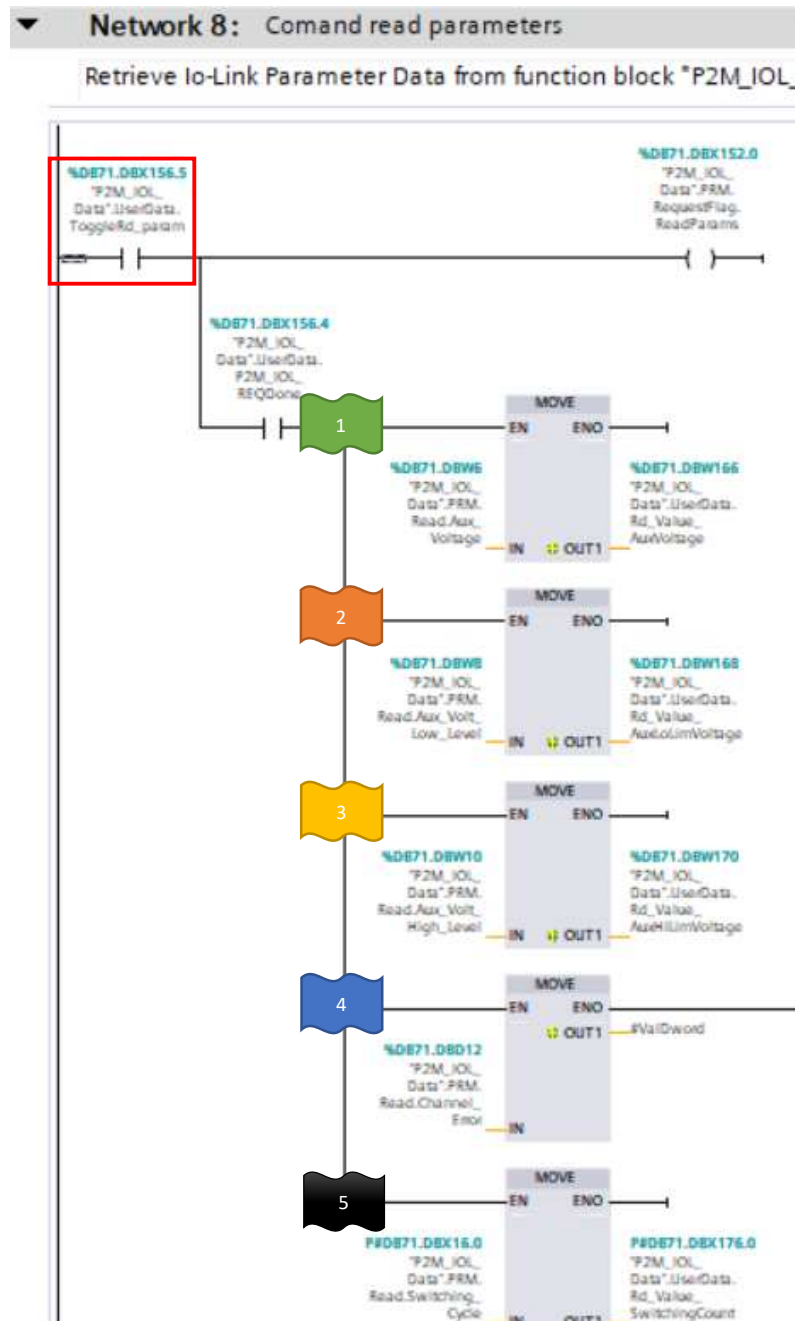 Network 8: Comand read parameters
Retrieve Io-Link Parameter Data from function block "P2M_IOL_
%DB71.DBX156.5
"P2M_IOL_
Data".UserData.
ToggleRd_param
%DB71.DBX152.0
"P2M_IOL_
Data".PRM.
RequestFlag.
ReadParams
%DB71.DBX156.4
"P2M_IOL_
Data".UserData.
P2M_IOL_
REQDone
1
MOVE
EN ENO
%DB71.DBW6
"P2M_IOL_
Data".PRM.
Read.Aux_
Voltage
IN OUT1
%DB71.DBW166
"P2M_IOL_
Data".UserData.
Rd_Value_
AuxVoltage
2
MOVE
EN ENO
%DB71.DBW8
"P2M_IOL_
Data".PRM.
Read.Aux_Volt_
Low_Level
IN OUT1
%DB71.DBW168
"P2M_IOL_
Data".UserData.
Rd_Value_
AuxLoLimVoltage
3
MOVE
EN ENO
%DB71.DBW10
"P2M_IOL_
Data".PRM.
Read.Aux_Volt_
High_Level
IN OUT1
%DB71.DBW170
"P2M_IOL_
Data".UserData.
Rd_Value_
AuxHiLimVoltage
4
MOVE
EN ENO
OUT1 #ValDword
%DB71.DBD12
"P2M_IOL_
Data".PRM.
Read.Channel_
Error
IN
5
MOVE
EN ENO
P#DB71.DBX16.0
"P2M_IOL_
Data".PRM.
Read.Switching_
Cycle
IN OUT1
P#DB71.DBX176.0
"P2M_IOL_
Data".UserData.
Rd_Value_
SwitchingCount